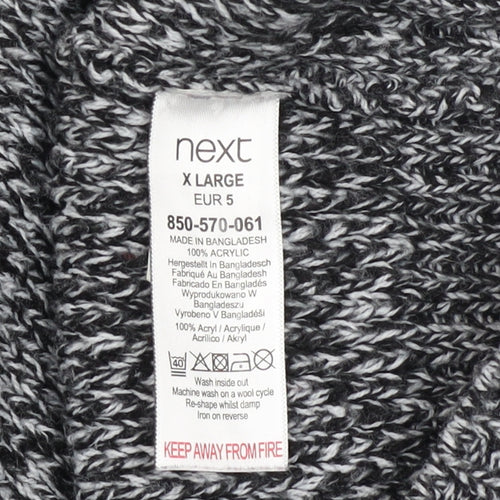 next
X LARGE
EUR 5
850-570-061
MADE IN BANGLADESH
100% ACRYLIC
Hergestellt In Bangladesch
Fabriqué Au Bangladesh
Fabricado En Bangladés
Wyprodukowano W
Bangladeszu
Vyrobeno V Bangladéši
100% Acryl / Acrylique /
Acrílico / Akryl
40
Wash inside out
Machine wash on a wool cycle
Re-shape whilst damp
Iron on reverse
KEEP AWAY FROM FIRE